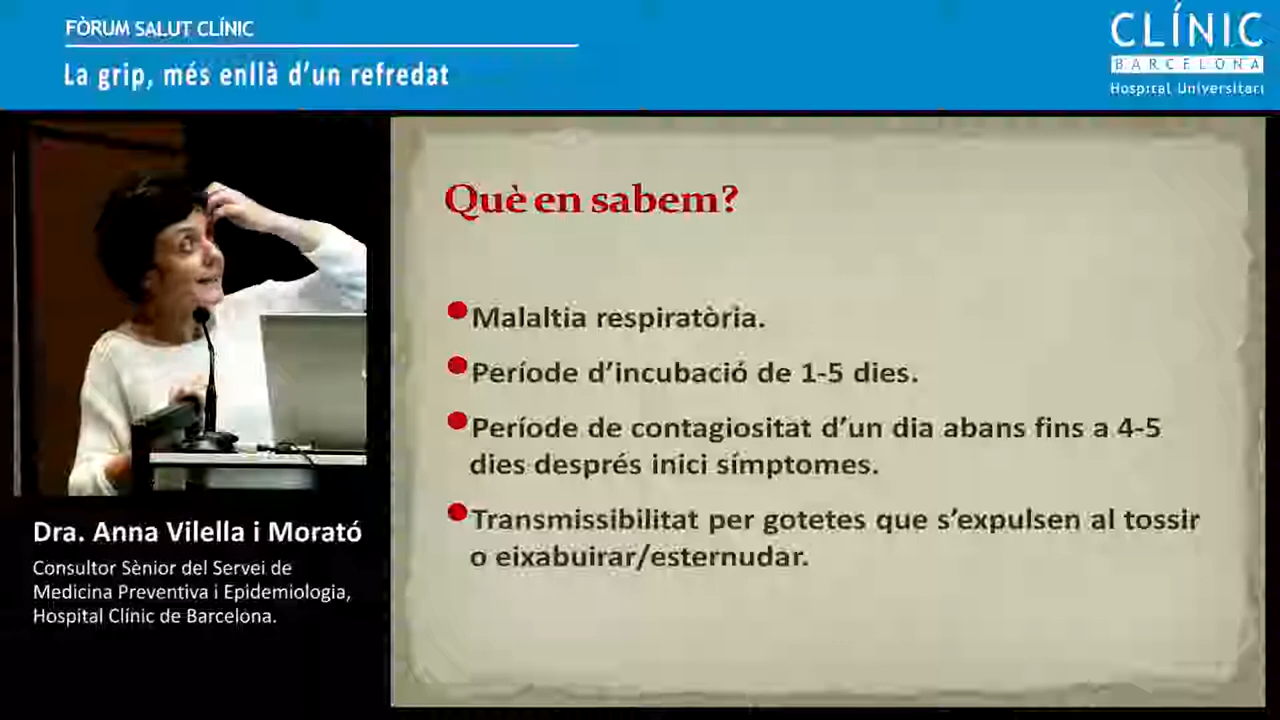 FÒRUM SALUT CLÍNIC
La grip, més enllà d'un refredat
CLÍNIC
BARCELONA
Hospital Universitari
Què en sabem?
Malaltia respiratòria.
Període d'incubació de 1-5 dies.
Període de contagiositat d'un dia abans fins a 4-5
dies després inici símptomes.
Transmissibilitat per gotetes que s'expulsen al tossir
o eixabuirar/esternudar.
Dra. Anna Vilella i Morató
Consultor Sènior del Servei de
Medicina Preventiva i Epidemiologia,
Hospital Clínic de Barcelona.